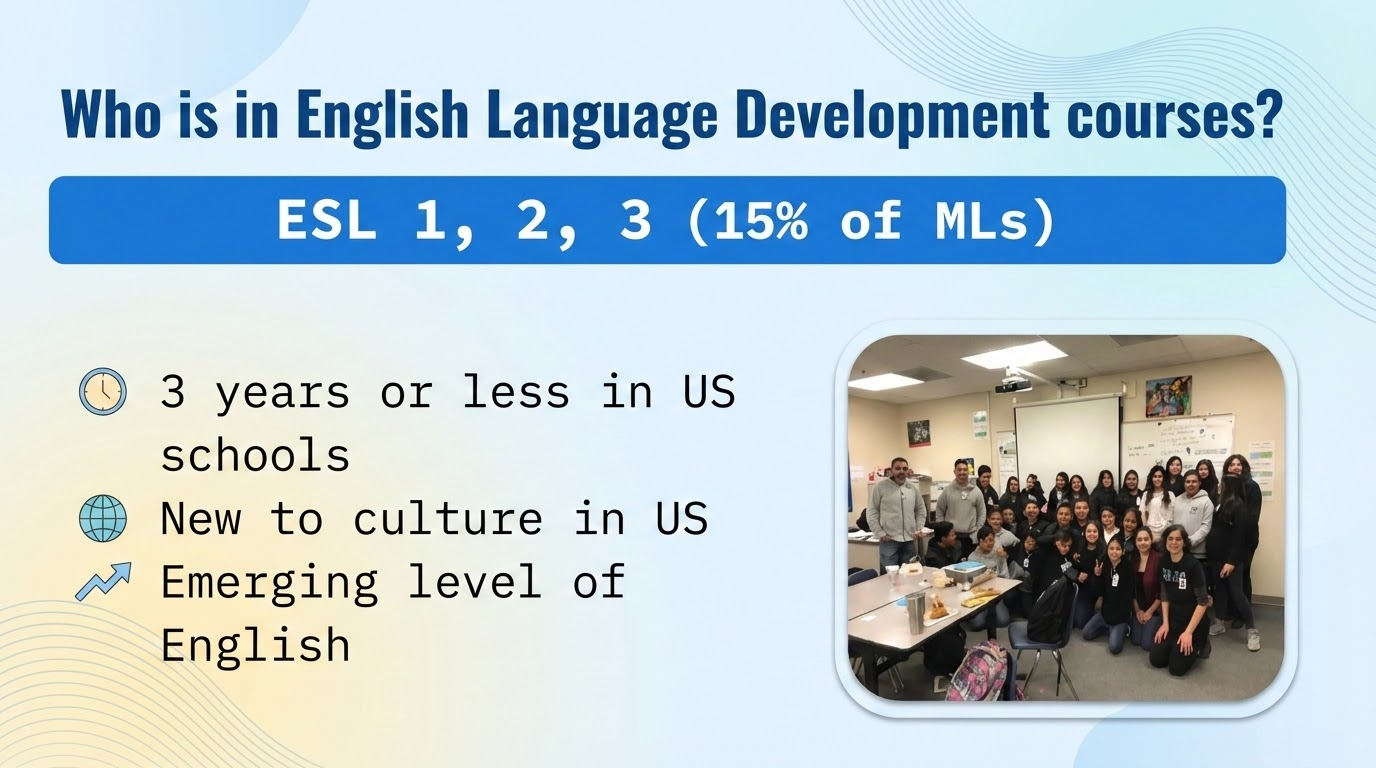 Who is in English Language Development courses?
ESL 1, 2, 3 (15% of MLs)
3 years or less in US
schools
New to culture in US
Emerging level of
English